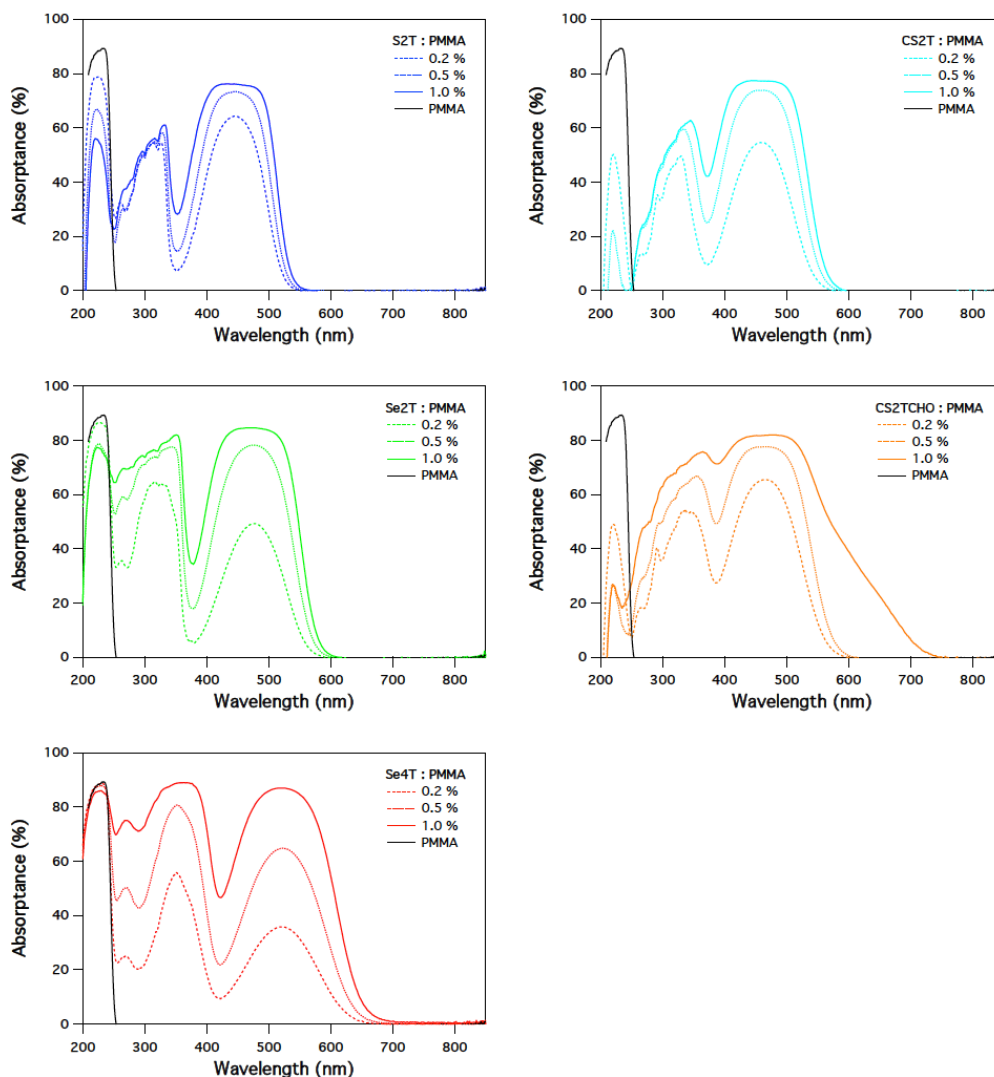 S2T : PMMA
0.2 %
0.5 %
1.0 %
PMMA
Absorptance (%)
100
80
60
40
20
0
200 300 400 500 600 700 800
Wavelength (nm)
CS2T : PMMA
0.2 %
0.5 %
1.0 %
PMMA
Absorptance (%)
100
80
60
40
20
0
200 300 400 500 600 700 800
Wavelength (nm)
Se2T : PMMA
0.2 %
0.5 %
1.0 %
PMMA
Absorptance (%)
100
80
60
40
20
0
200 300 400 500 600 700 800
Wavelength (nm)
CS2TCHO : PMMA
0.2 %
0.5 %
1.0 %
PMMA
Absorptance (%)
100
80
60
40
20
0
200 300 400 500 600 700 800
Wavelength (nm)
Se4T : PMMA
0.2 %
0.5 %
1.0 %
PMMA
Absorptance (%)
100
80
60
40
20
0
200 300 400 500 600 700 800
Wavelength (nm)